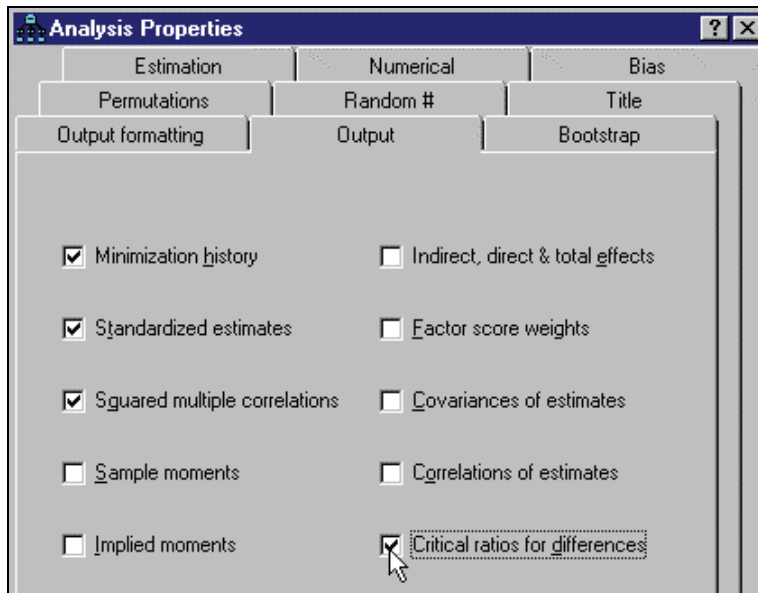 Analysis Properties
Estimation
Numerical
Bias
Permutations
Random #
Title
Output formatting
Output
Bootstrap
Minimization history
Indirect, direct & total effects
Standardized estimates
Factor score weights
Squared multiple correlations
Covariances of estimates
Sample moments
Correlations of estimates
Implied moments
Critical ratios for differences